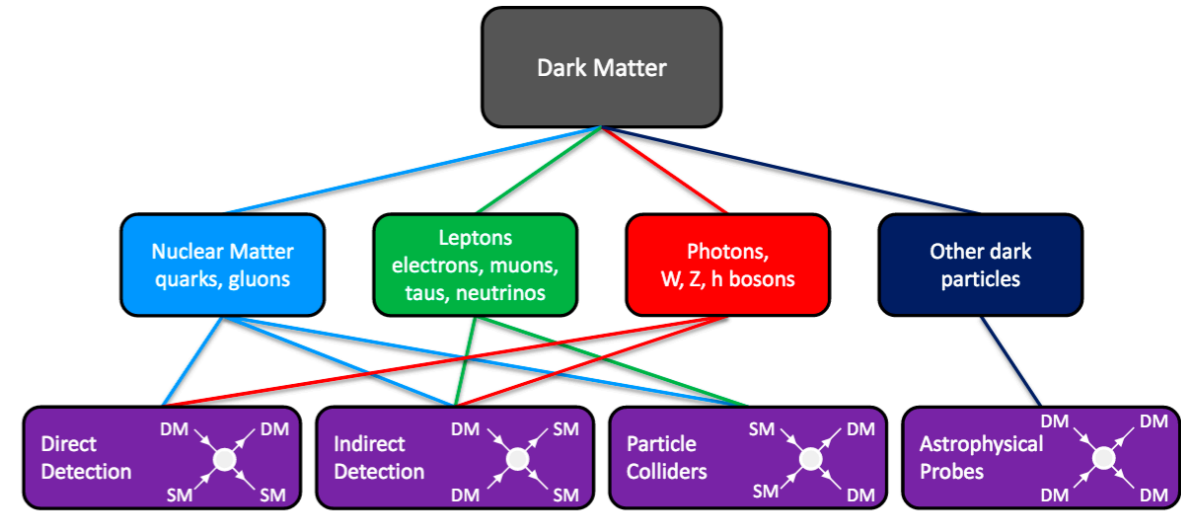 Dark Matter
Nuclear Matter
quarks, gluons
Leptons
electrons, muons,
taus, neutrinos
Photons,
W, Z, h bosons
Other dark
particles
Direct
Detection
DM
DM
SM
SM
Indirect
Detection
DM
SM
DM
SM
Particle
Colliders
SM
DM
SM
DM
Astrophysical
Probes
DM
DM
DM
DM